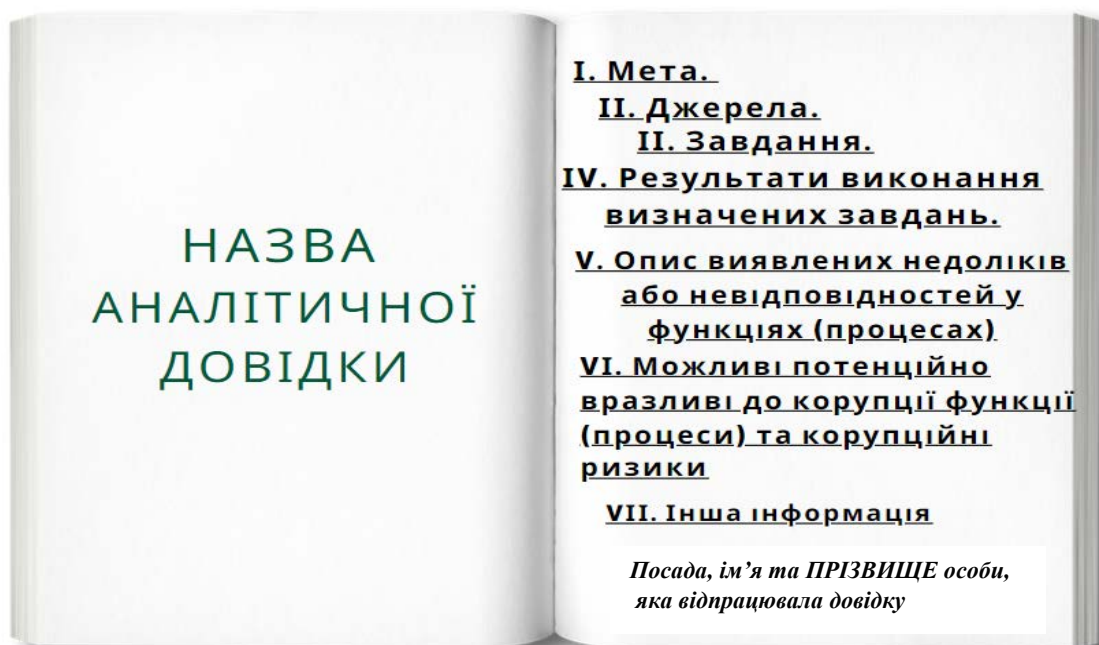 НАЗВА
АНАЛІТИЧНОЇ
ДОВІДКИ
I. Мета.
II. Джерела.
II. Завдання.
IV. Результати виконання
визначених завдань.
V. Опис виявлених недоліків
або невідповідностей у
функціях (процесах)
VI. Можливі потенційно
вразливі до корупції функції
(процеси) та корупційні
ризики
VII. Інша інформація
Посада, ім’я та ПРІЗВИЩЕ особи,
яка відпрацювала довідку